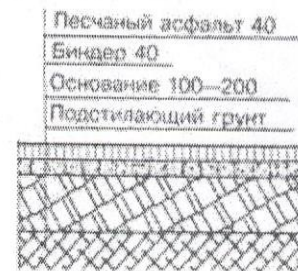 Песчаный асфальт 40
Биндер 40
Основание 100—200
Подстилающий грунт